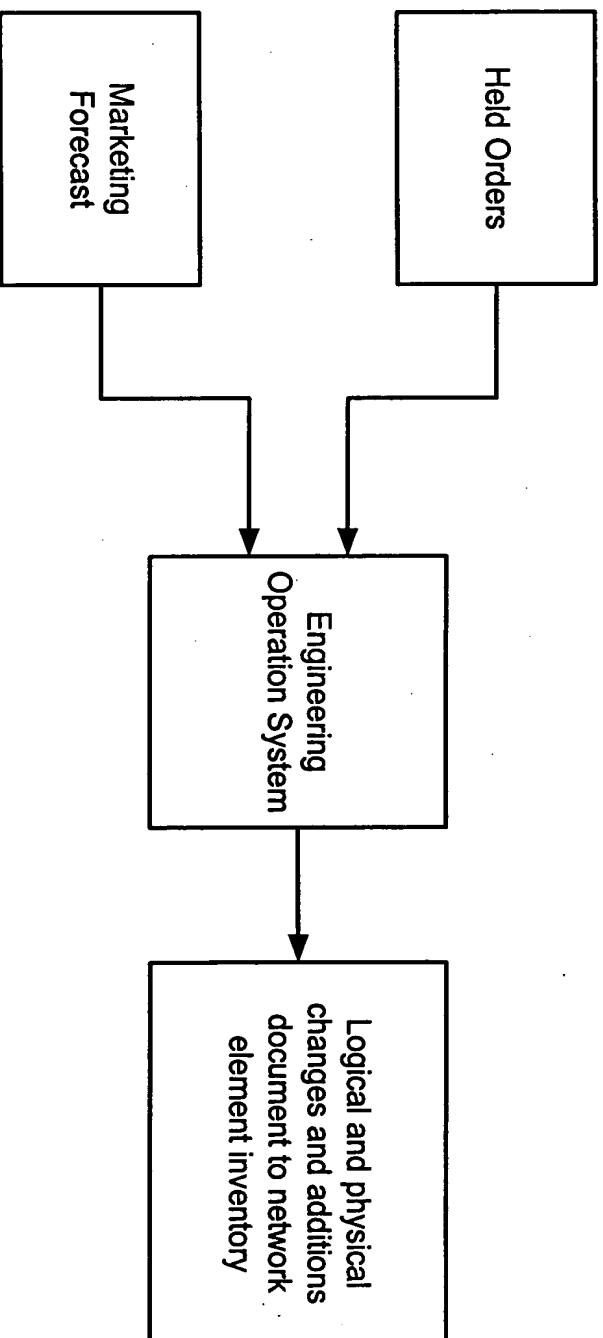 Held Orders
Marketing
Forecast
Engineering
Operation System
Logical and physical
changes and additions
document to network
element inventory